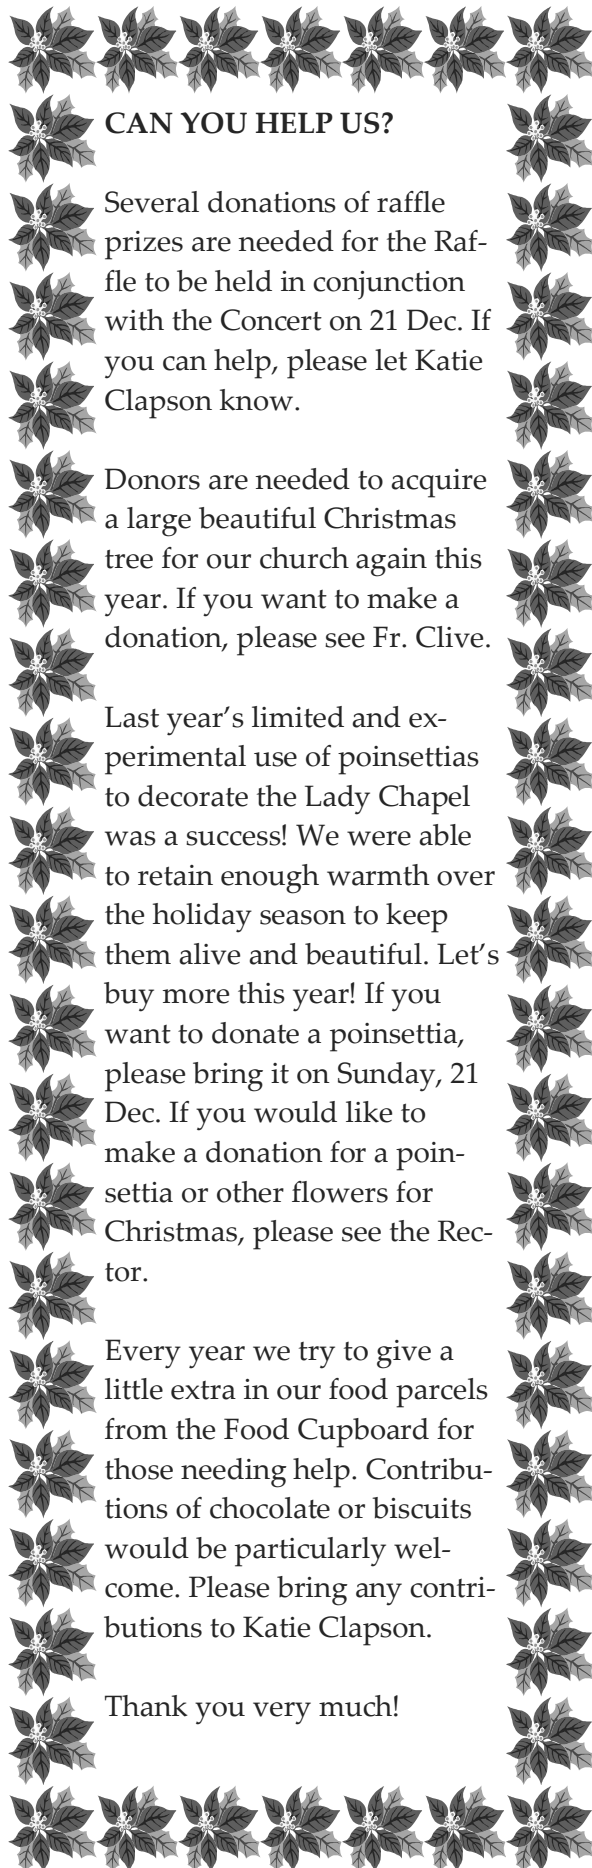 CAN YOU HELP US?
Several donations of raffle
prizes are needed for the Raf-
fle to be held in conjunction
with the Concert on 21 Dec. If
you can help, please let Katie
Clapson know.
Donors are needed to acquire
a large beautiful Christmas
tree for our church again this
year. If you want to make a
donation, please see Fr. Clive.
Last year’s limited and ex-
perimental use of poinsettias
to decorate the Lady Chapel
was a success! We were able
to retain enough warmth over
the holiday season to keep
them alive and beautiful. Let’s
buy more this year! If you
want to donate a poinsettia,
please bring it on Sunday, 21
Dec. If you would like to
make a donation for a poin-
settia or other flowers for
Christmas, please see the Rec-
tor.
Every year we try to give a
little extra in our food parcels
from the Food Cupboard for
those needing help. Contribu-
tions of chocolate or biscuits
would be particularly wel-
come. Please bring any contri-
butions to Katie Clapson.
Thank you very much!